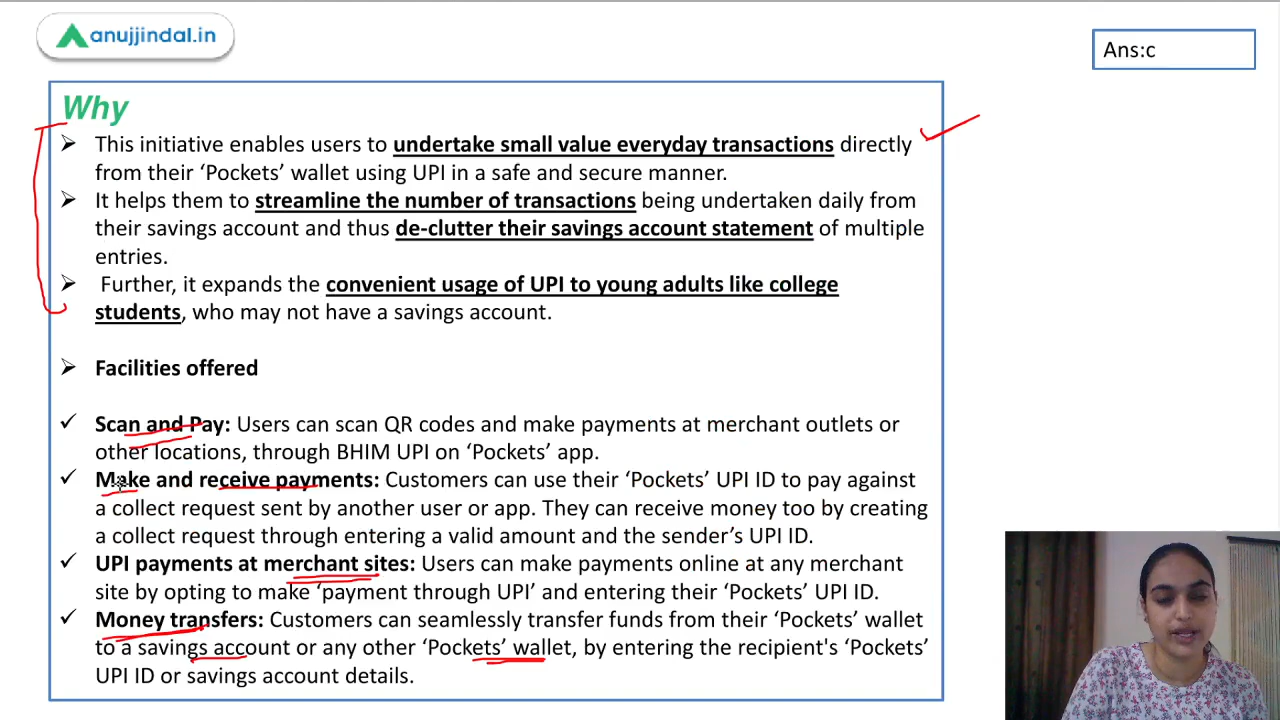 anujjindal.in
Ans:c
Why
This initiative enables users to undertake small value everyday transactions directly
from their ‘Pockets’ wallet using UPI in a safe and secure manner.
It helps them to streamline the number of transactions being undertaken daily from
their savings account and thus de-clutter their savings account statement of multiple
entries.
Further, it expands the convenient usage of UPI to young adults like college
students, who may not have a savings account.
Facilities offered
Scan and Pay: Users can scan QR codes and make payments at merchant outlets or
other locations, through BHIM UPI on ‘Pockets’ app.
Make and receive payments: Customers can use their ‘Pockets’ UPI ID to pay against
a collect request sent by another user or app. They can receive money too by creating
a collect request through entering a valid amount and the sender’s UPI ID.
UPI payments at merchant sites: Users can make payments online at any merchant
site by opting to make ‘payment through UPI’ and entering their ‘Pockets’ UPI ID.
Money transfers: Customers can seamlessly transfer funds from their ‘Pockets’ wallet
to a savings account or any other ‘Pockets’ wallet, by entering the recipient's ‘Pockets’
UPI ID or savings account details.